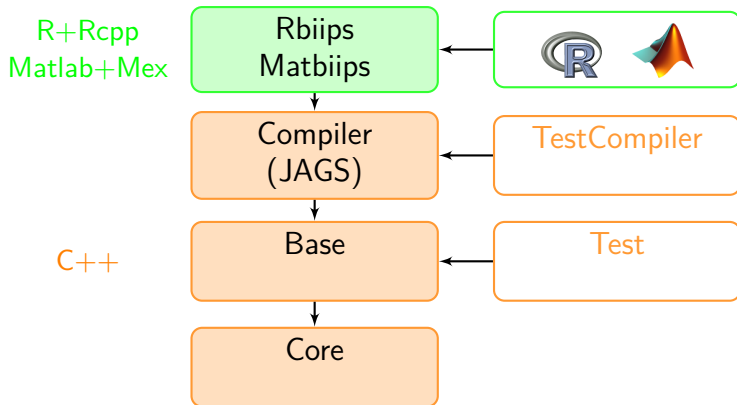 R+Rcpp
Matlab+Mex
Rbiips
Matbiips
R
Compiler
(JAGS)
TestCompiler
C++
Base
Test
Core